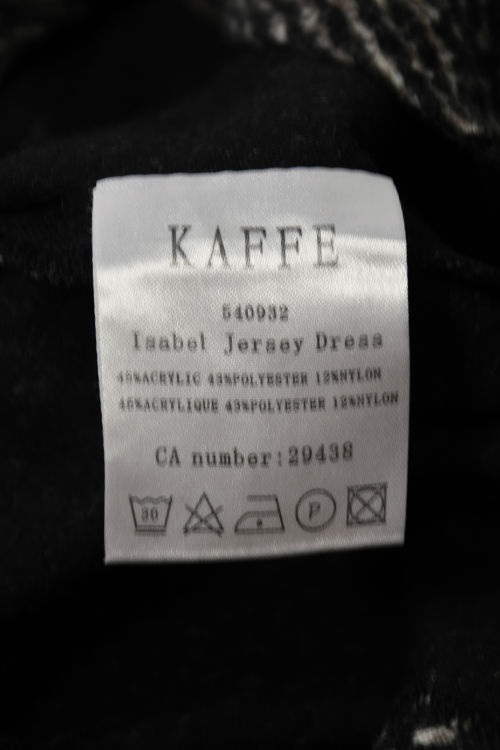 KAFFE
540932
Isabel Jersey Dress
45%ACRYLIC 43%POLYESTER 12%NYLON
45%ACRYLIQUE 43%POLYESTER 12%NYLON
CA number:29438
30 P